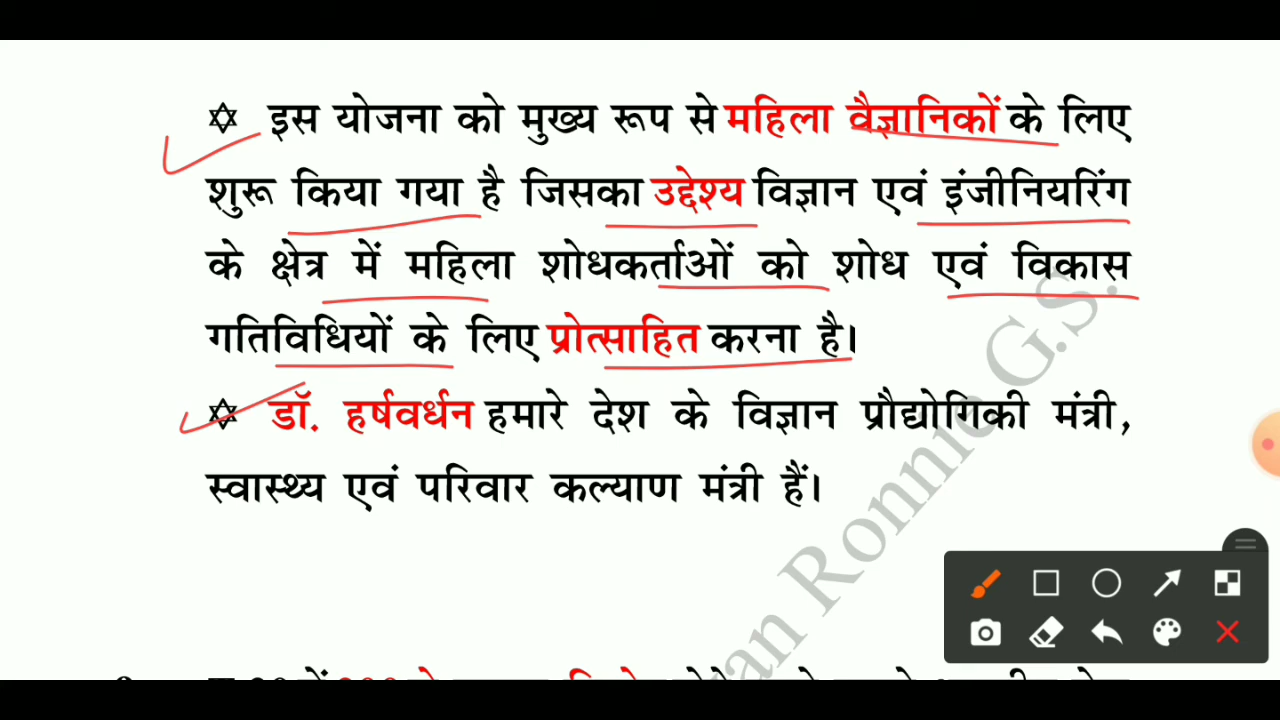 ✡ इस योजना को मुख्य रूप से महिला वैज्ञानिकों के लिए
शुरू किया गया है जिसका उद्देश्य विज्ञान एवं इंजीनियरिंग
के क्षेत्र में महिला शोधकर्ताओं को शोध एवं विकास
गतिविधियों के लिए प्रोत्साहित करना है।
✡ डॉ. हर्षवर्धन हमारे देश के विज्ञान प्रौद्योगिकी मंत्री,
स्वास्थ्य एवं परिवार कल्याण मंत्री हैं।
Ronnie G.S.